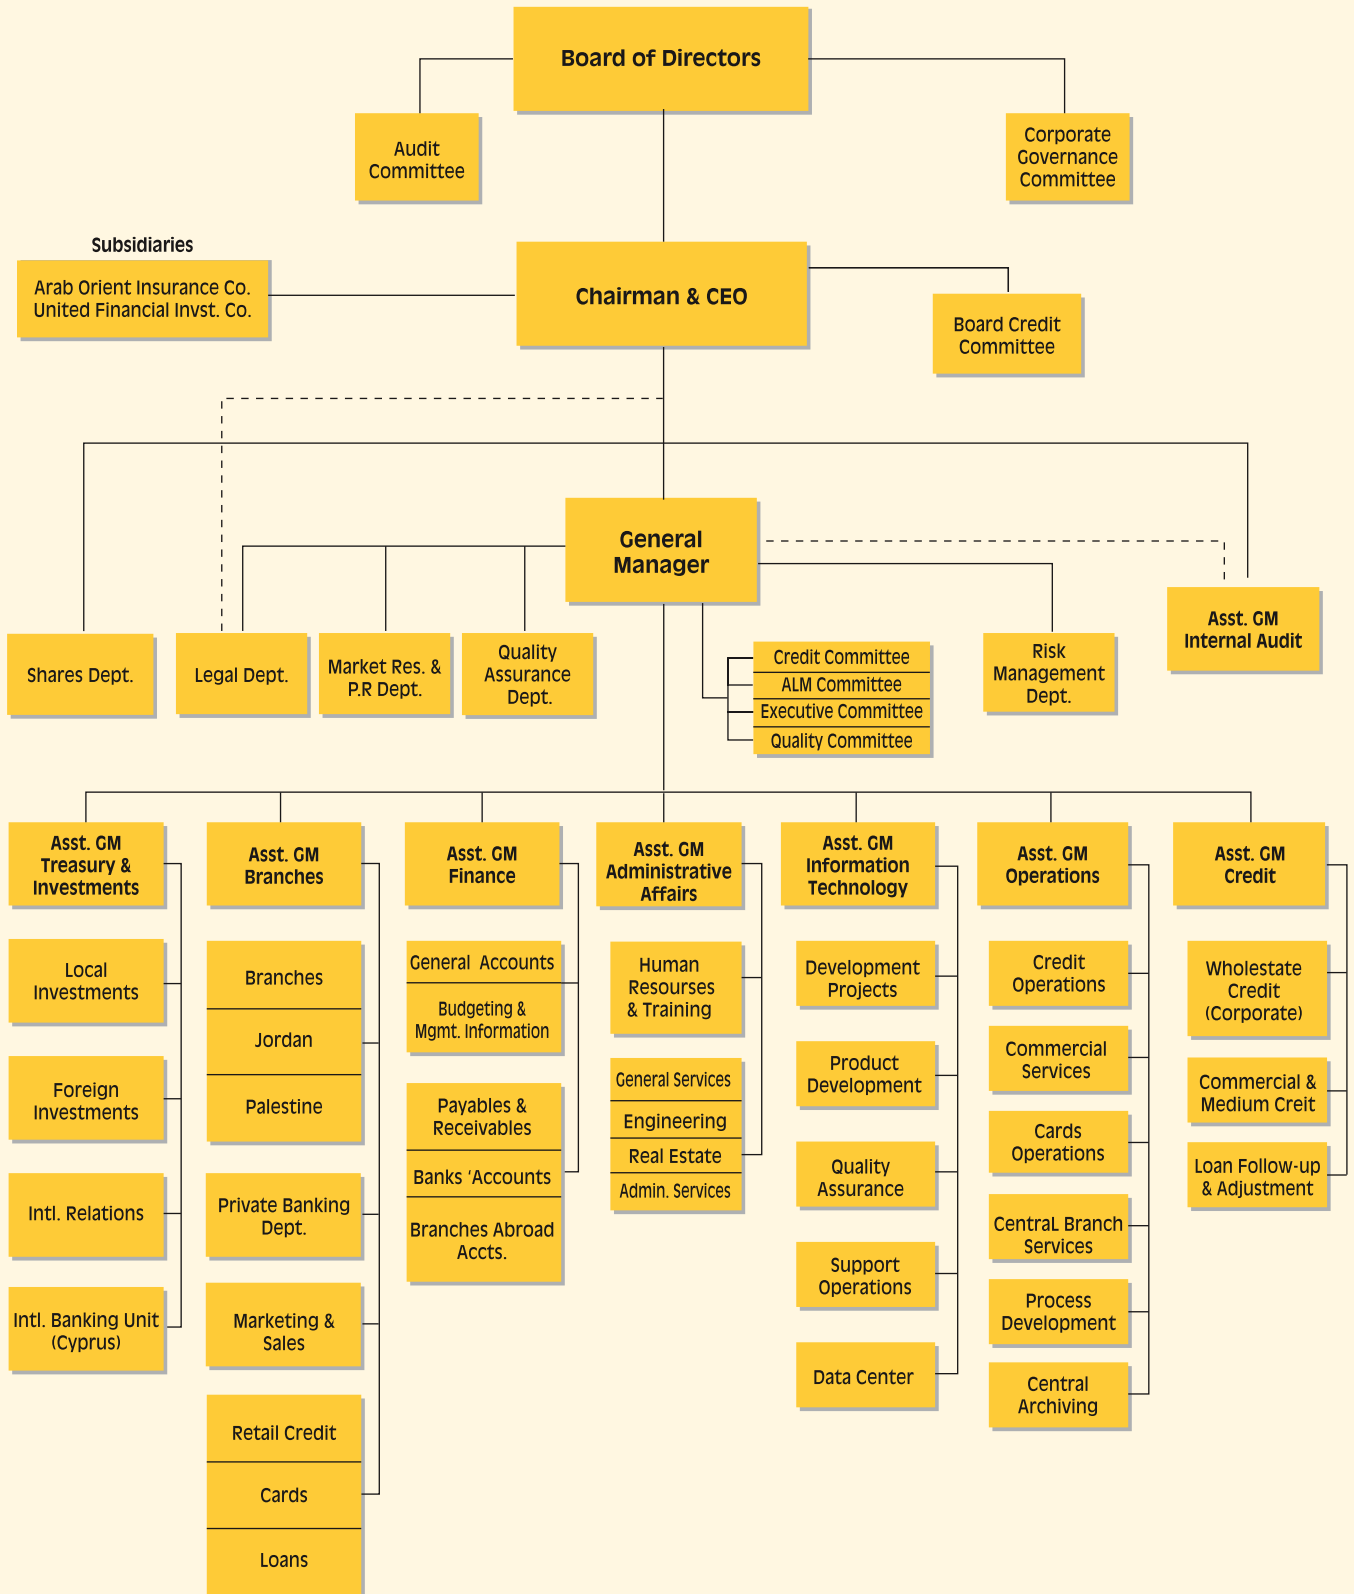 Board of Directors
Audit
Committee
Corporate
Governance
Committee
Subsidiaries
Arab Orient Insurance Co.
United Financial Invst. Co.
Chairman & CEO
Board Credit
Committee
General
Manager
Asst. GM
Internal Audit
Shares Dept.
Legal Dept.
Market Res. &
P.R Dept.
Quality
Assurance
Dept.
Credit Committee
ALM Committee
Executive Committee
Quality Committee
Risk
Management
Dept.
Asst. GM
Treasury &
Investments
Local
Investments
Foreign
Investments
Intl. Relations
Intl. Banking Unit
(Cyprus)
Asst. GM
Branches
Branches
Jordan
Palestine
Private Banking
Dept.
Marketing &
Sales
Retail Credit
Cards
Loans
Asst. GM
Finance
General Accounts
Budgeting &
Mgmt. Information
Payables &
Receivables
Banks ‘Accounts
Branches Abroad
Accts.
Asst. GM
Administrative
Affairs
Human
Resourses
& Training
General Services
Engineering
Real Estate
Admin. Services
Asst. GM
Information
Technology
Development
Projects
Product
Development
Quality
Assurance
Support
Operations
Data Center
Asst. GM
Operations
Credit
Operations
Commercial
Services
Cards
Operations
CentraL Branch
Services
Process
Development
Central
Archiving
Asst. GM
Credit
Wholestate
Credit
(Corporate)
Commercial &
Medium Creit
Loan Follow-up
& Adjustment